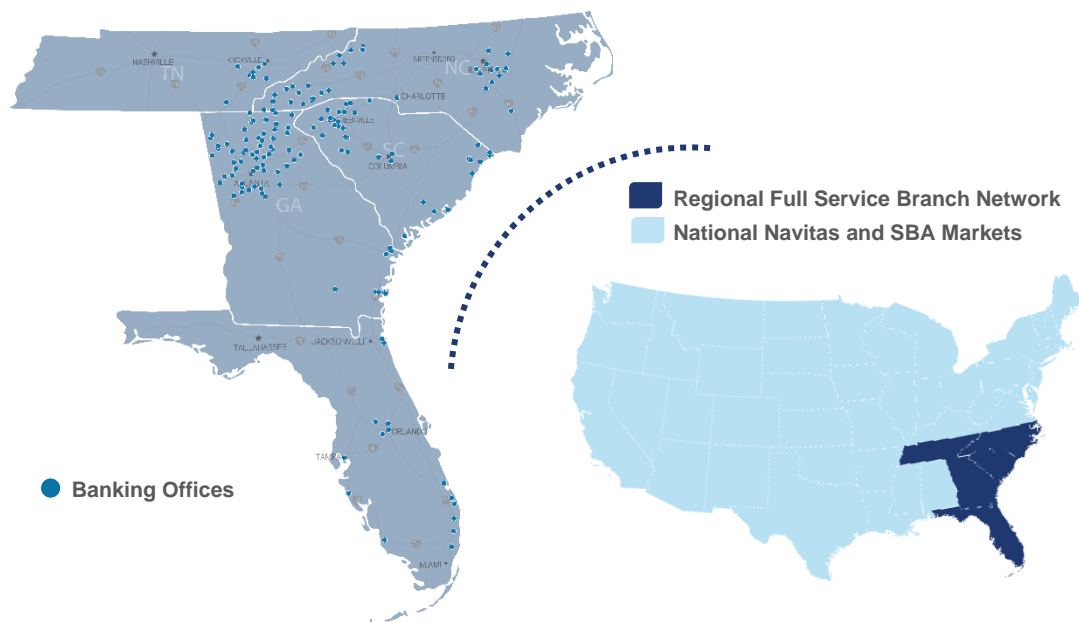 NASHVILLE
TN
KNOXVILLE
GREENSBORO
NC
CHARLOTTE
SC
COLUMBIA
ATLANTA
GA
TALLAHASSEE
JACKSONVILLE
ORLANDO
TAMPA
MIAMI
Banking Offices
Regional Full Service Branch Network
National Navitas and SBA Markets